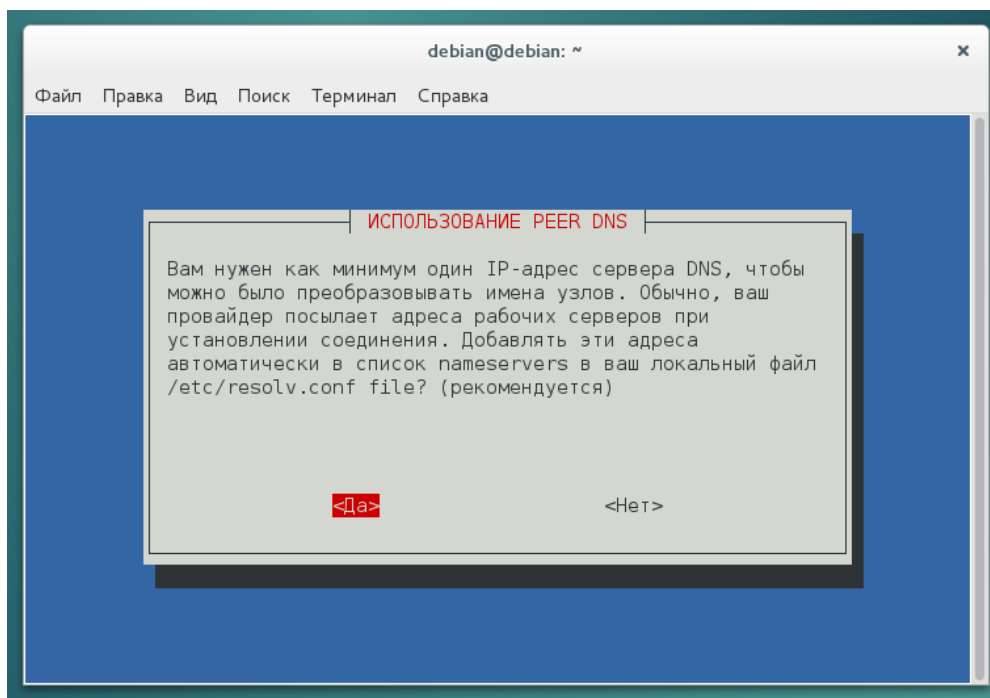 debian@debian: ~
Файл Правка Вид Поиск Терминал Справка
ИСПОЛЬЗОВАНИЕ PEER DNS
Вам нужен как минимум один IP-адрес сервера DNS, чтобы
можно было преобразовывать имена узлов. Обычно, ваш
провайдер посылает адреса рабочих серверов при
установлении соединения. Добавлять эти адреса
автоматически в список nameservers в ваш локальный файл
/etc/resolv.conf file? (рекомендуется)
<Да> <Нет>